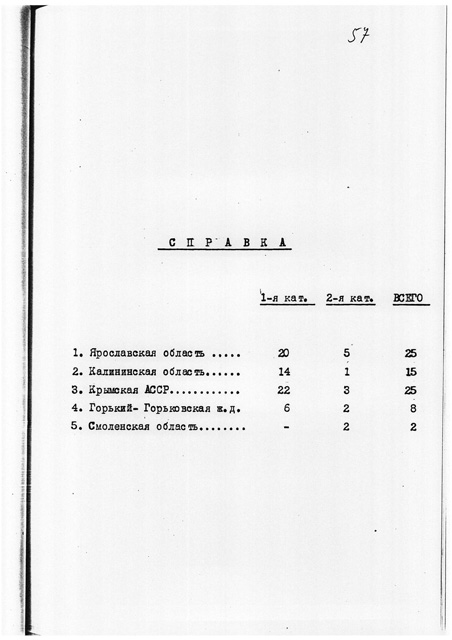 57
СПРАВКА
1-я кат. 2-я кат. ВСЕГО
1. Ярославская область ..... 20 5 25
2. Калининская область...... 14 1 15
3. Крымская АССР............ 22 3 25
4. Горький- Горьковская ж.д. 6 2 8
5. Смоленская область........ - 2 2